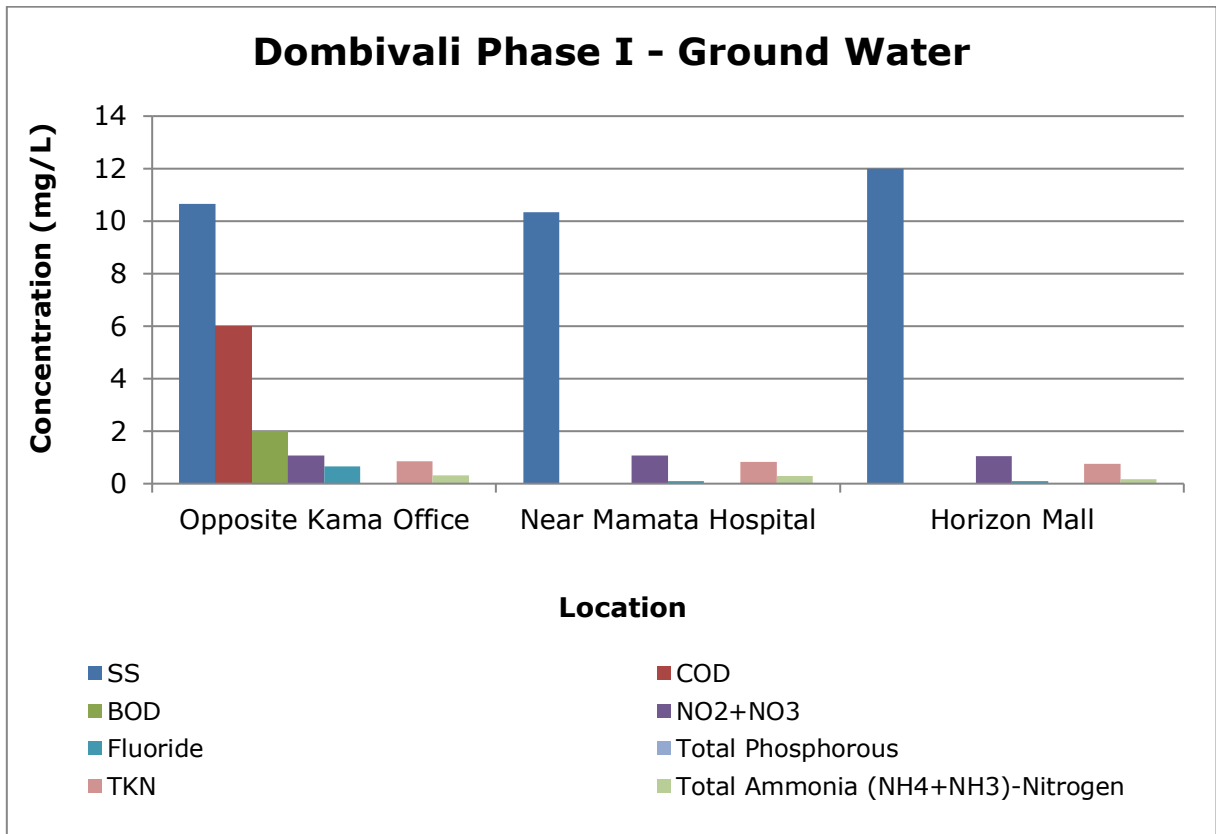 Dombivali Phase I - Ground Water
Concentration (mg/L)
14
12
10
8
6
4
2
0
Opposite Kama Office Near Mamata Hospital Horizon Mall
Location
SS COD
BOD NO2+NO3
Fluoride Total Phosphorous
TKN Total Ammonia (NH4+NH3)-Nitrogen